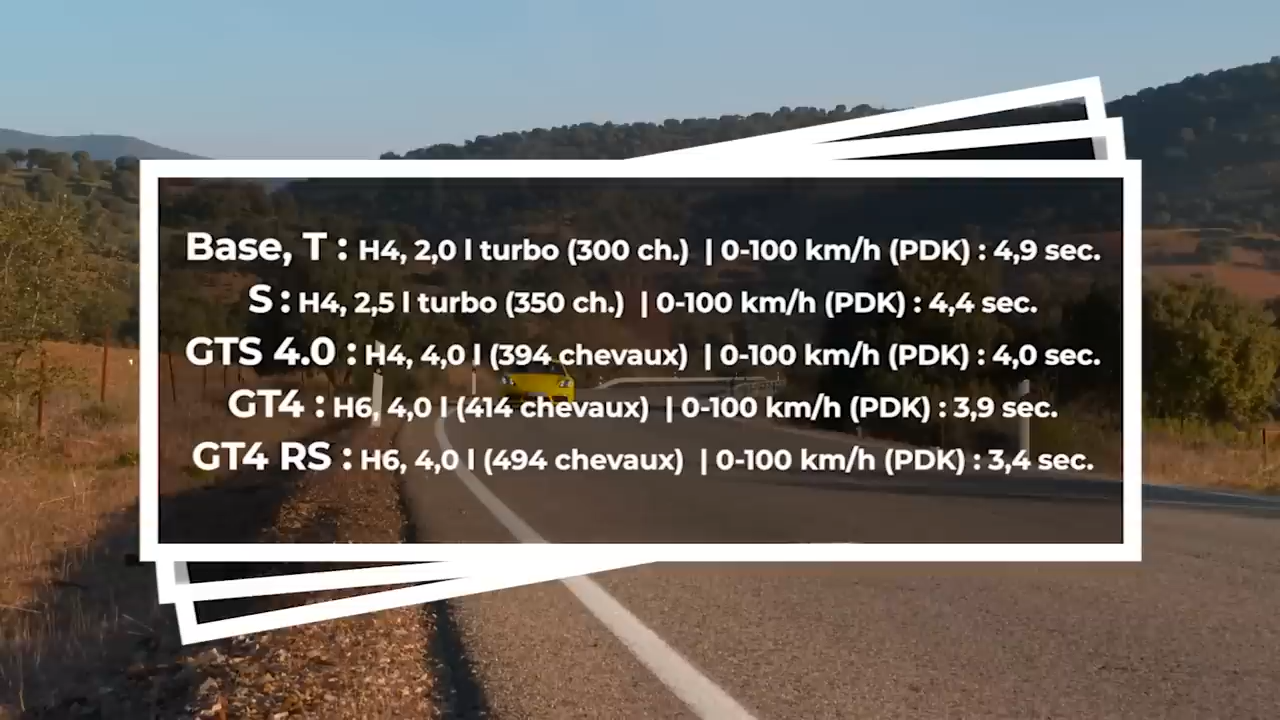 Base, T : H4, 2,0 l turbo (300 ch.) | 0-100 km/h (PDK) : 4,9 sec.
S : H4, 2,5 l turbo (350 ch.) | 0-100 km/h (PDK) : 4,4 sec.
GTS 4.0 : H4, 4,0 l (394 chevaux) | 0-100 km/h (PDK) : 4,0 sec.
GT4 : H6, 4,0 l (414 chevaux) | 0-100 km/h (PDK) : 3,9 sec.
GT4 RS : H6, 4,0 l (494 chevaux) | 0-100 km/h (PDK) : 3,4 sec.